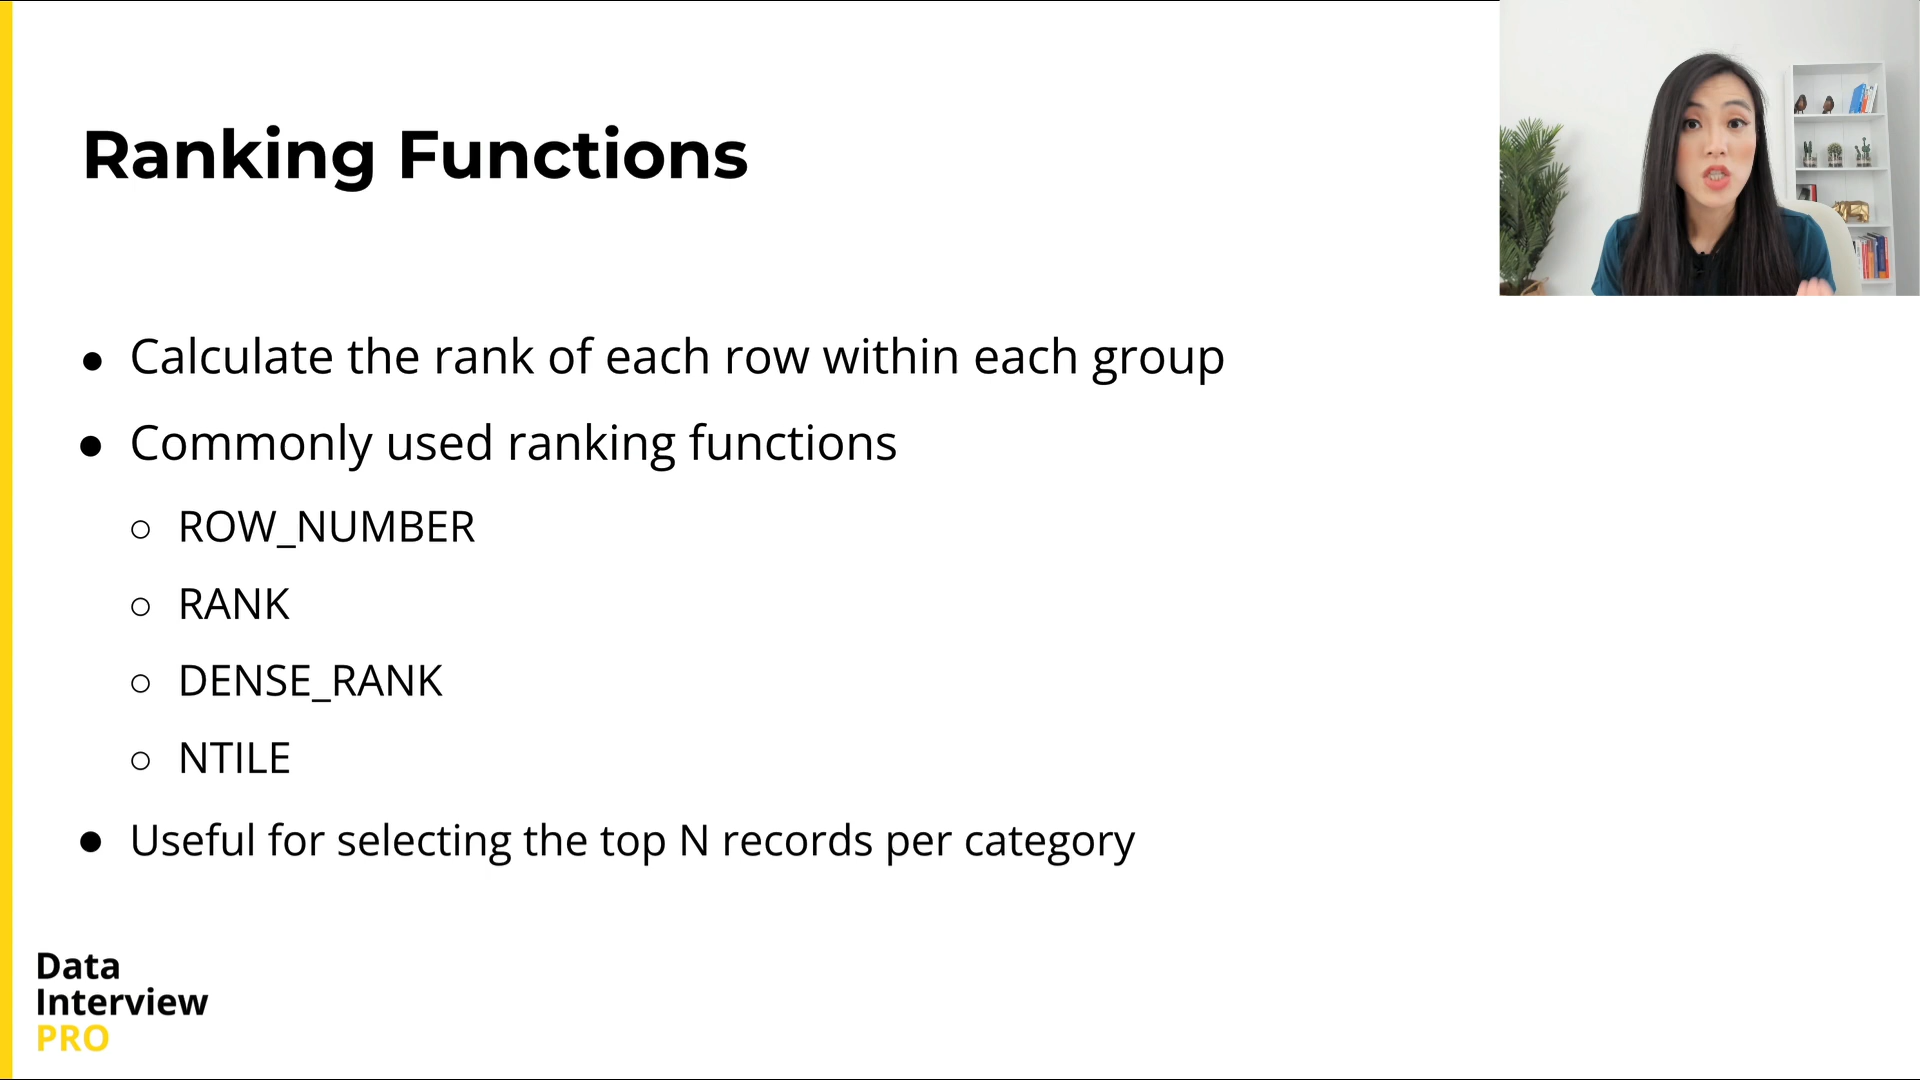 Ranking Functions
● Calculate the rank of each row within each group
● Commonly used ranking functions
○ ROW_NUMBER
○ RANK
○ DENSE_RANK
○ NTILE
● Useful for selecting the top N records per category
Data
Interview
PRO